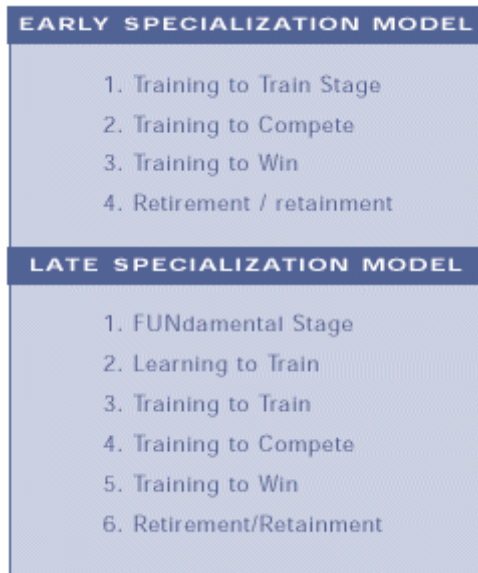 EARLY SPECIALIZATION MODEL
1. Training to Train Stage
2. Training to Compete
3. Training to Win
4. Retirement / retainment
LATE SPECIALIZATION MODEL
1. FUNdamental Stage
2. Learning to Train
3. Training to Train
4. Training to Compete
5. Training to Win
6. Retirement/Retainment